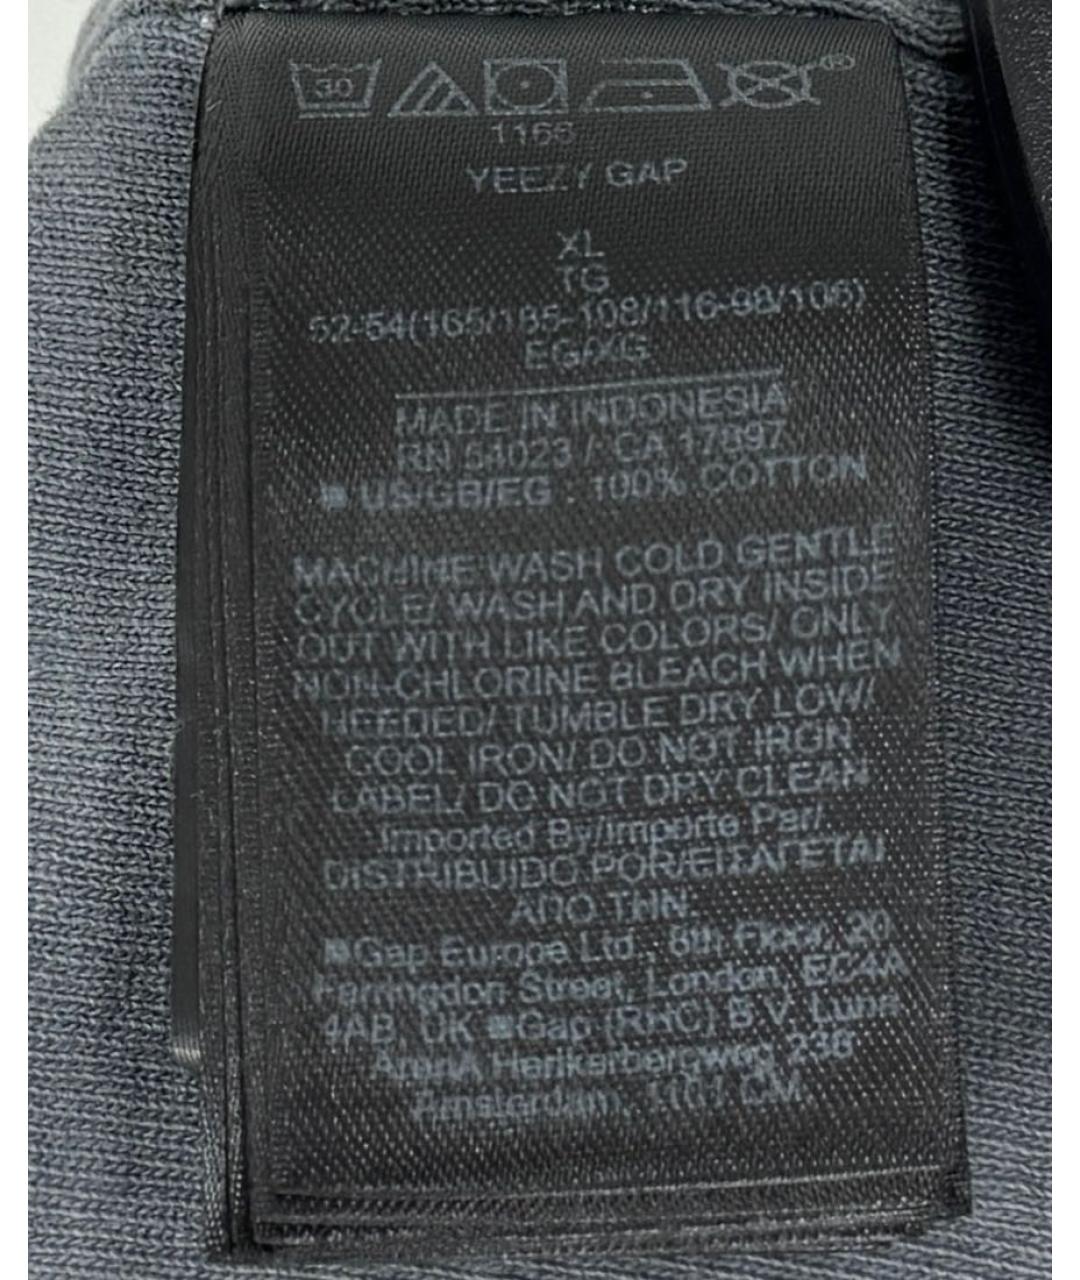 30
®
1166
YEEZY GAP
XL
TG
52-54(165/185-108/116-98/106)
EG/XG
MADE IN INDONESIA
RN 54023 / CA 17897
US/GB/EG : 100% COTTON
MACHINE WASH COLD GENTLE
CYCLE/ WASH AND DRY INSIDE
OUT WITH LIKE COLORS/ ONLY
NON-CHLORINE BLEACH WHEN
NEEDED/ TUMBLE DRY LOW/
COOL IRON/ DO NOT IRON
LABEL/ DO NOT DRY CLEAN
Imported By/Importe Par/
DISTRIBUIDO POR/ΕΙΣΑΓΕΤΑΙ
ΑΠΟ ΤΗΝ.
Gap Europe Ltd., 8th Floor, 20
Farringdon Street, London, EC4A
4AB, UK Gap (RHC) B.V. Luna
ArenA Herikerbergweg 238
Amsterdam, 1101 CM